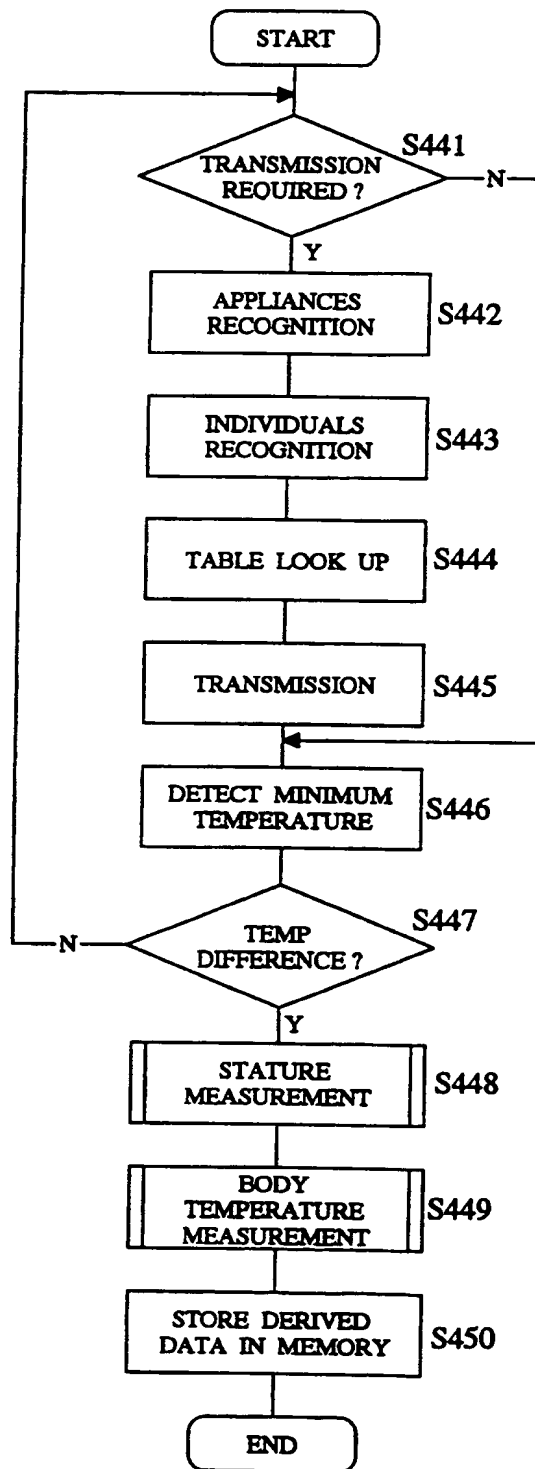 START
S441
TRANSMISSION
REQUIRED ?
N
Y
APPLIANCES
RECOGNITION
S442
INDIVIDUALS
RECOGNITION
S443
TABLE LOOK UP
S444
TRANSMISSION
S445
DETECT MINIMUM
TEMPERATURE
S446
S447
TEMP
DIFFERENCE ?
N
Y
STATURE
MEASUREMENT
S448
BODY
TEMPERATURE
MEASUREMENT
S449
STORE DERIVED
DATA IN MEMORY
S450
END